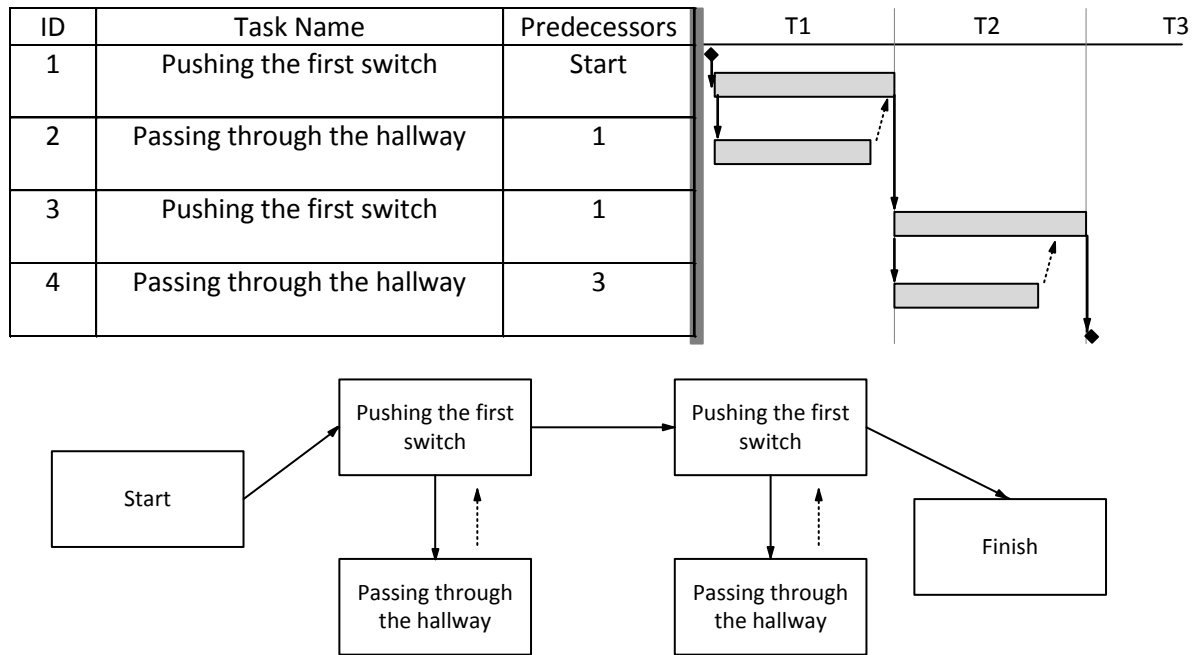 ID Task Name Predecessors T1 T2 T3
1 Pushing the first switch Start
2 Passing through the hallway 1
3 Pushing the first switch 1
4 Passing through the hallway 3
Pushing the first
switch
Pushing the first
switch
Start
Finish
Passing through
the hallway
Passing through
the hallway